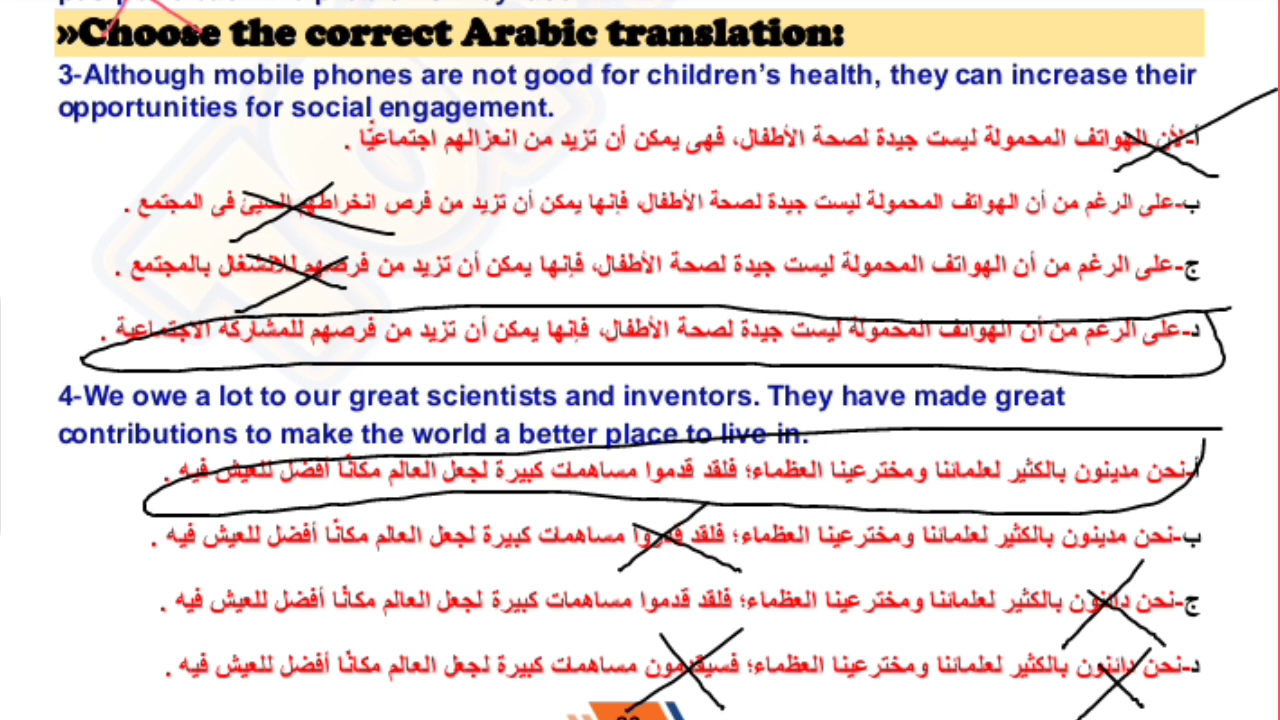 »Choose the correct Arabic translation:
3-Although mobile phones are not good for children's health, they can increase their
opportunities for social engagement.
أ-لأن الهواتف المحمولة ليست جيدة لصحة الأطفال، فهى يمكن أن تزيد من انعزالهم اجتماعيًّا .
ب-على الرغم من أن الهواتف المحمولة ليست جيدة لصحة الأطفال، فإنها يمكن أن تزيد من فرص انخراطهم السيئ فى المجتمع .
ج-على الرغم من أن الهواتف المحمولة ليست جيدة لصحة الأطفال، فإنها يمكن أن تزيد من فرصهم للانشغال بالمجتمع .
د-على الرغم من أن الهواتف المحمولة ليست جيدة لصحة الأطفال، فإنها يمكن أن تزيد من فرصهم للمشاركة الاجتماعية .
4-We owe a lot to our great scientists and inventors. They have made great
contributions to make the world a better place to live in.
أ-نحن مدينون بالكثير لعلمائنا ومخترعينا العظماء؛ فلقد قدموا مساهمات كبيرة لجعل العالم مكانًا أفضل للعيش فيه .
ب-نحن مدينون بالكثير لعلمائنا ومخترعينا العظماء؛ فلقد مساهمات كبيرة لجعل العالم مكانًا أفضل للعيش فيه .
ج-نحن دائنون بالكثير لعلمائنا ومخترعينا العظماء؛ فلقد قدموا مساهمات كبيرة لجعل العالم مكانًا أفضل للعيش فيه .
د-نحن دائنون بالكثير لعلمائنا ومخترعينا العظماء؛ فسيقدمون مساهمات كبيرة لجعل العالم مكانًا أفضل للعيش فيه .